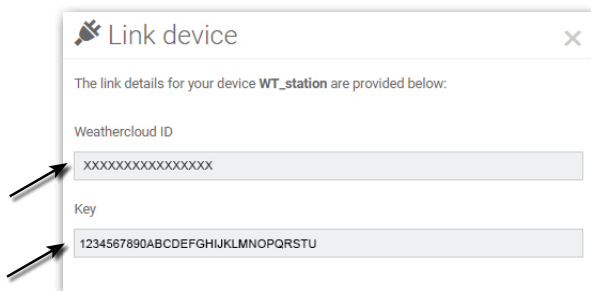 Link device
The link details for your device WT_station are provided below:
Weathercloud ID
XXXXXXXXXXXXXXXX
Key
1234567890ABCDEFGHIJKLMNOPQRSTU